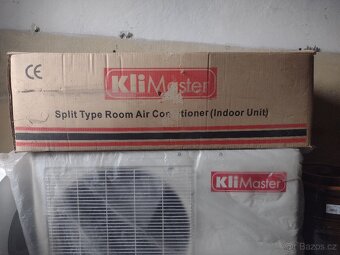 CE
KliMaster
Split Type Room Air Conditioner (Indoor Unit)
KliMaster
bazos.cz